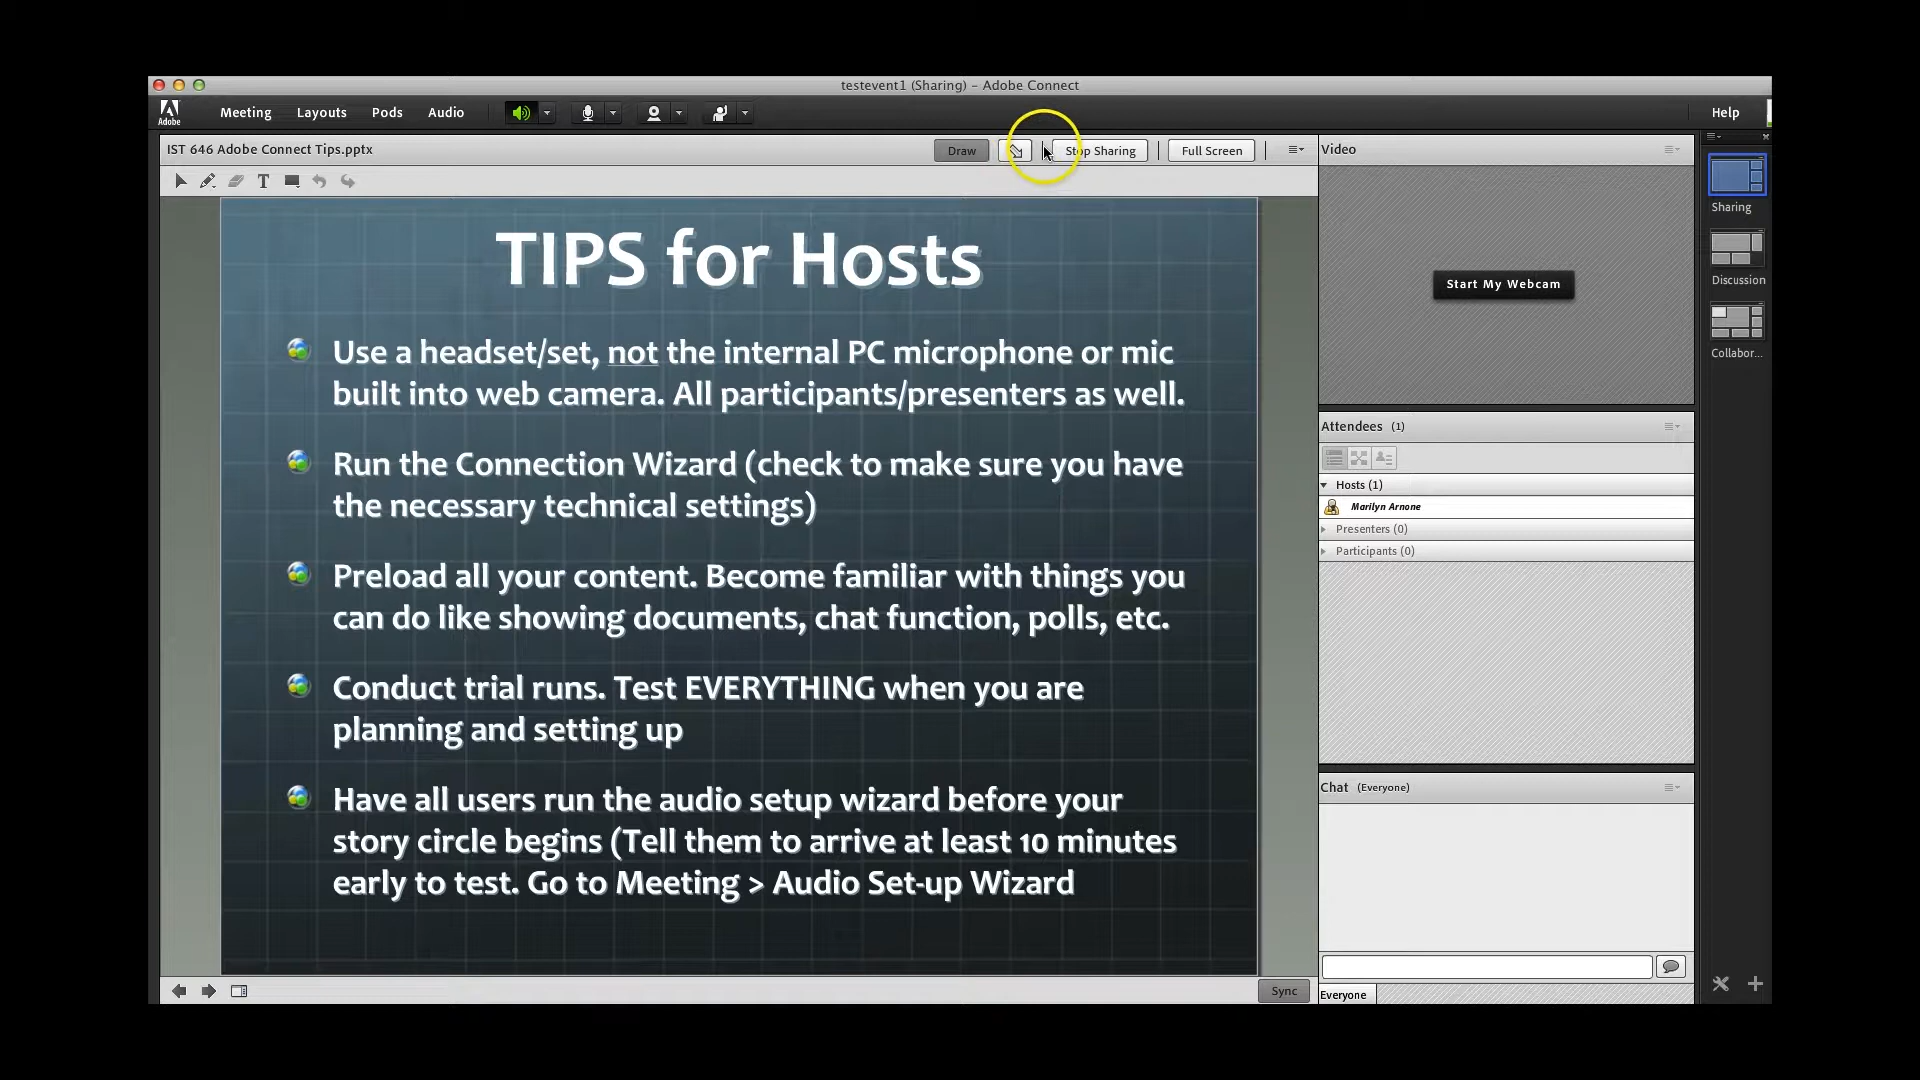 testevent1 (Sharing) – Adobe Connect
Adobe
Meeting
Layouts
Pods
Audio
Help
IST 646 Adobe Connect Tips.pptx
Draw
Stop Sharing
Full Screen
TIPS for Hosts
Use a headset/set, not the internal PC microphone or mic
built into web camera. All participants/presenters as well.
Run the Connection Wizard (check to make sure you have
the necessary technical settings)
Preload all your content. Become familiar with things you
can do like showing documents, chat function, polls, etc.
Conduct trial runs. Test EVERYTHING when you are
planning and setting up
Have all users run the audio setup wizard before your
story circle begins (Tell them to arrive at least 10 minutes
early to test. Go to Meeting > Audio Set-up Wizard
Sync
Video
Start My Webcam
Attendees (1)
Hosts (1)
Marilyn Arnone
Presenters (0)
Participants (0)
Chat (Everyone)
Everyone
Sharing
Discussion
Collabor...